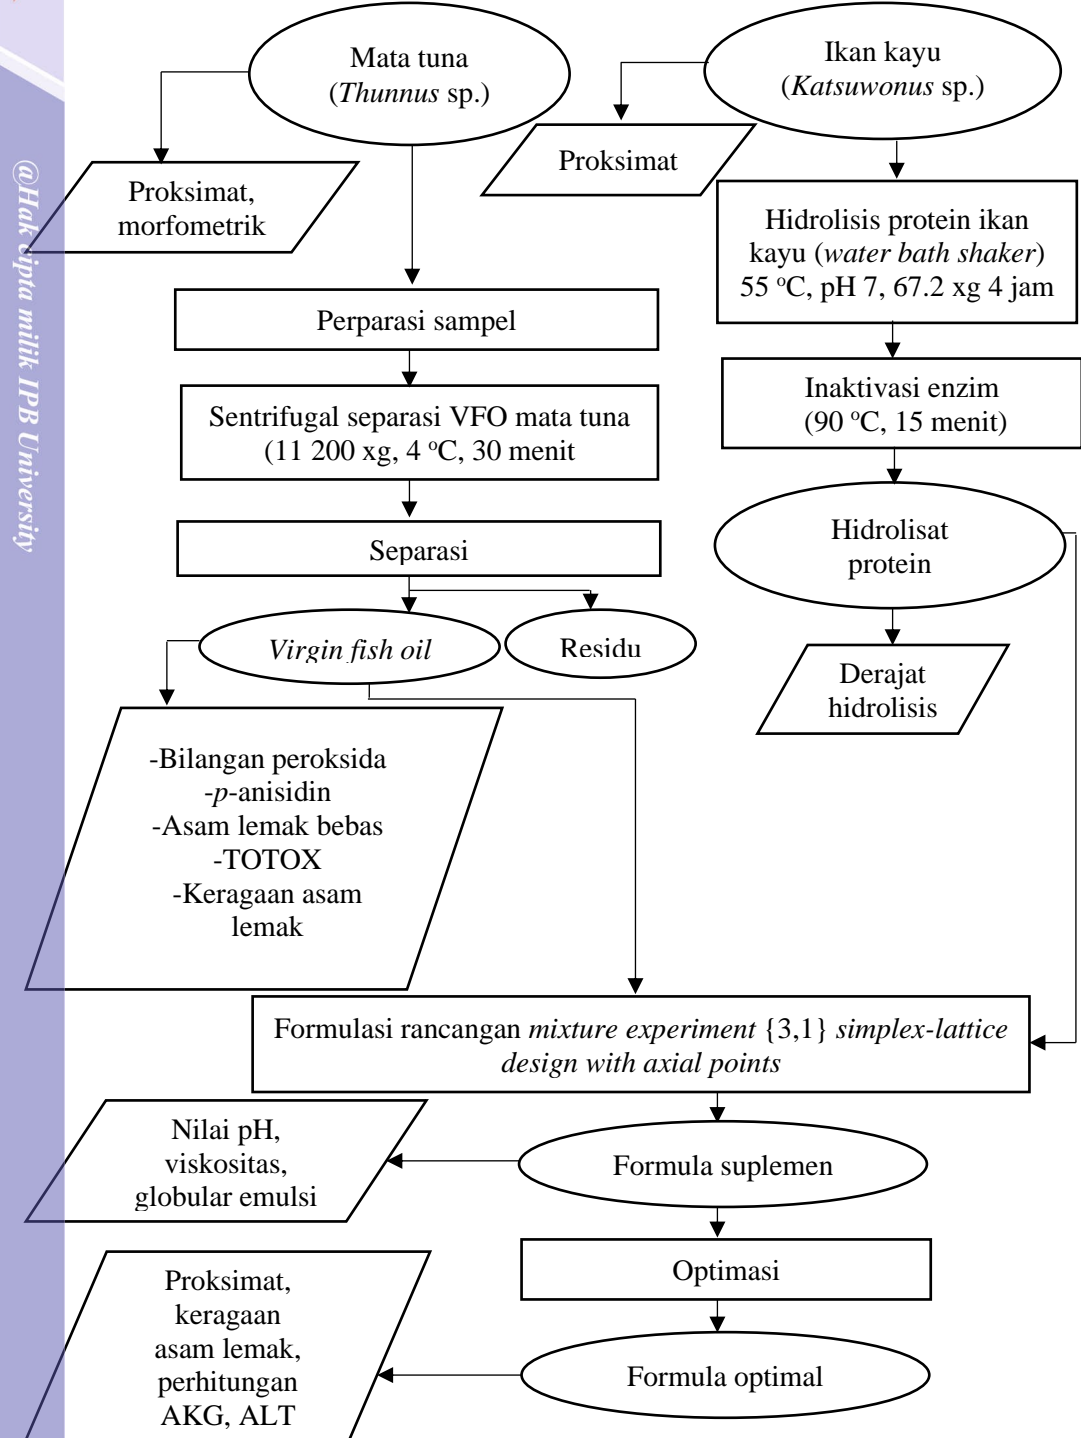 Mata tuna
(Thunnus sp.)
Ikan kayu
(Katsuwonus sp.)
Proksimat,
morfometrik
Proksimat
Hidrolisis protein ikan
kayu (water bath shaker)
55 °C, pH 7, 67.2 xg 4 jam
Perparasi sampel
Inaktivasi enzim
(90 °C, 15 menit)
Sentrifugal separasi VFO mata tuna
(11 200 xg, 4 °C, 30 menit
Separasi
Hidrolisat
protein
Virgin fish oil
Residu
Derajat
hidrolisis
-Bilangan peroksida
-p-anisidin
-Asam lemak bebas
-TOTOX
-Keragaan asam
lemak
Formulasi rancangan mixture experiment {3,1} simplex-lattice
design with axial points
Nilai pH,
viskositas,
globular emulsi
Formula suplemen
Optimasi
Proksimat,
keragaan
asam lemak,
perhitungan
AKG, ALT
Formula optimal
@Hak cipta milik IPB University